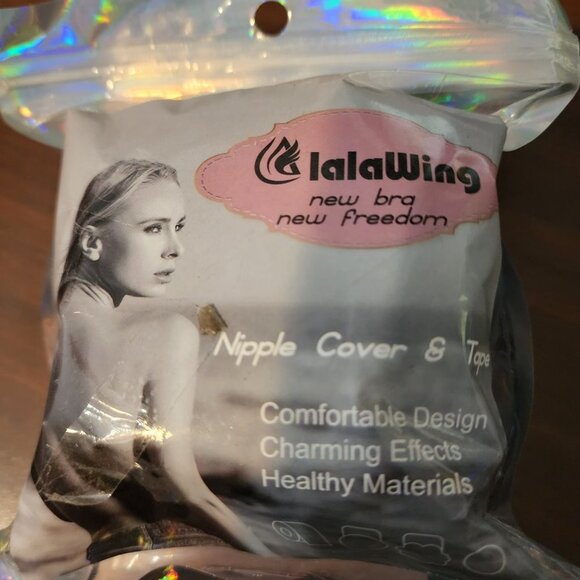 lalaWing
new bra
new freedom
Nipple Cover & Tape
Comfortable Design
Charming Effects
Healthy Materials